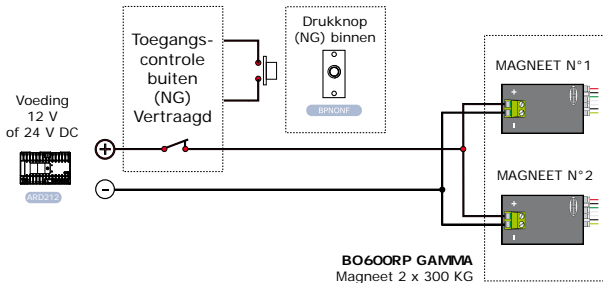 Toegangs-
controle
buiten
(NG)
Vertraagd
Drukknop
(NG) binnen
BPNONF
Voeding
12 V
of 24 V DC
ARD212
+
-
MAGNEET N°1
+
-
MAGNEET N°2
+
-
BO600RP GAMMA
Magneet 2 x 300 KG